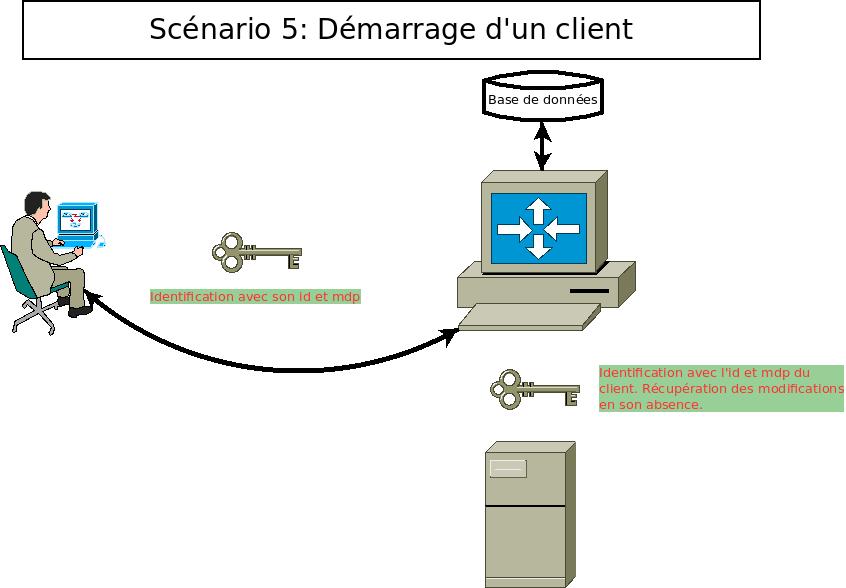 Scénario 5: Démarrage d'un client
Base de données
Identification avec son id et mdp
Identification avec l'id et mdp du
client. Récupération des modifications
en son absence.